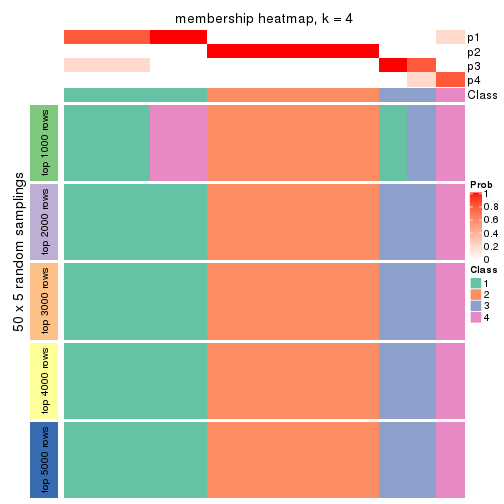 membership heatmap, k = 4
p1
p2
p3
p4
Class
50 x 5 random samplings
top 1000 rows
top 2000 rows
top 3000 rows
top 4000 rows
top 5000 rows
Prob
1
0.8
0.6
0.4
0.2
0
Class
1
2
3
4